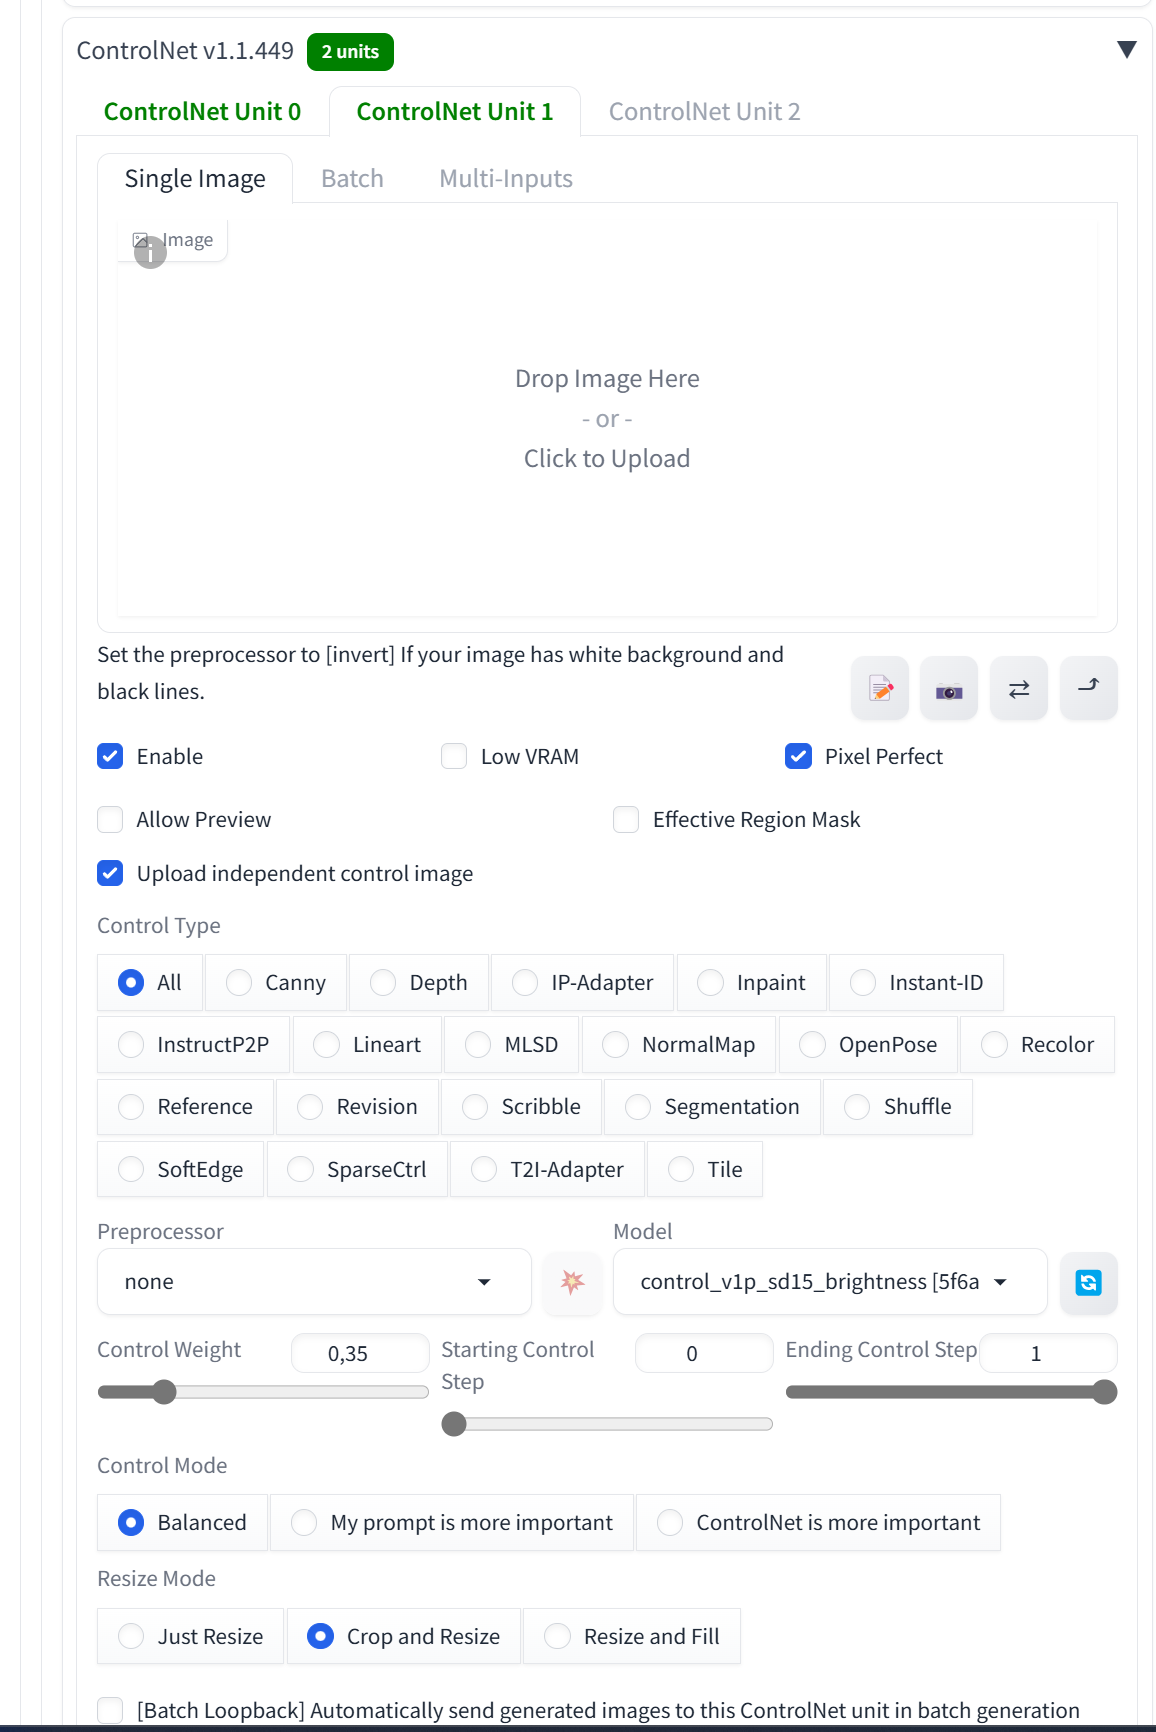 ControlNet v1.1.449 2 units
ControlNet Unit 0 ControlNet Unit 1 ControlNet Unit 2
Single Image Batch Multi-Inputs
Image
Drop Image Here
- or -
Click to Upload
Set the preprocessor to [invert] If your image has white background and
black lines.
Enable Low VRAM Pixel Perfect
Allow Preview Effective Region Mask
Upload independent control image
Control Type
All Canny Depth IP-Adapter Inpaint Instant-ID
InstructP2P Lineart MLSD NormalMap OpenPose Recolor
Reference Revision Scribble Segmentation Shuffle
SoftEdge SparseCtrl T2I-Adapter Tile
Preprocessor Model
none control_v1p_sd15_brightness [5f6a
Control Weight 0,35 Starting Control Step 0 Ending Control Step 1
Control Mode
Balanced My prompt is more important ControlNet is more important
Resize Mode
Just Resize Crop and Resize Resize and Fill
[Batch Loopback] Automatically send generated images to this ControlNet unit in batch generation